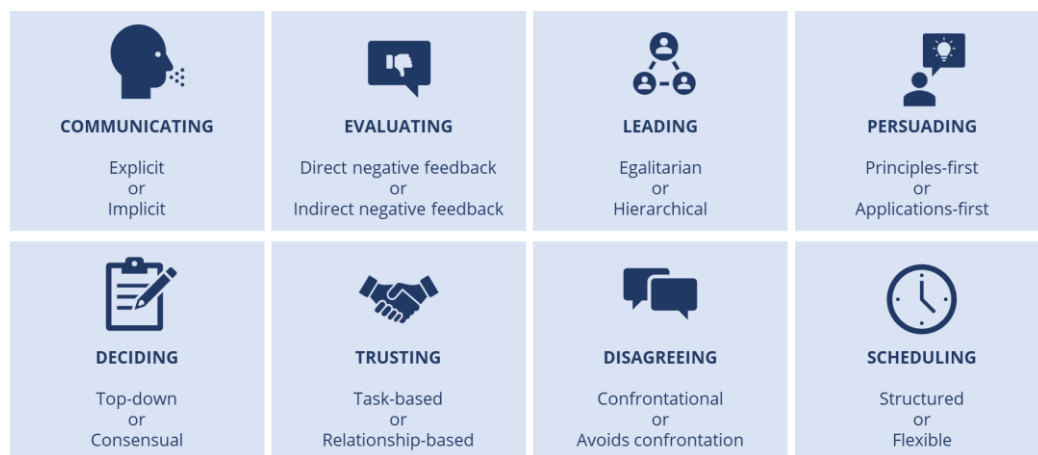 COMMUNICATING
Explicit
or
Implicit
EVALUATING
Direct negative feedback
or
Indirect negative feedback
LEADING
Egalitarian
or
Hierarchical
PERSUADING
Principles-first
or
Applications-first
DECIDING
Top-down
or
Consensual
TRUSTING
Task-based
or
Relationship-based
DISAGREEING
Confrontational
or
Avoids confrontation
SCHEDULING
Structured
or
Flexible